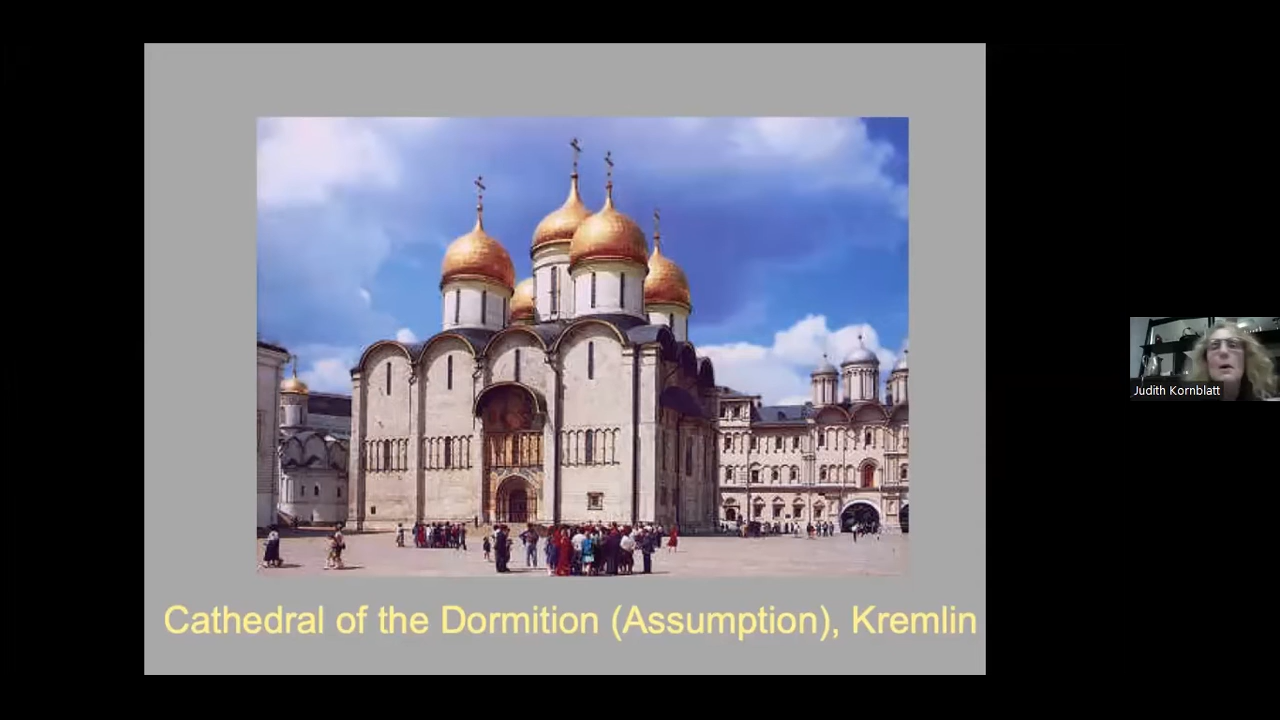 Cathedral of the Dormition (Assumption), Kremlin
Judith Kornblatt